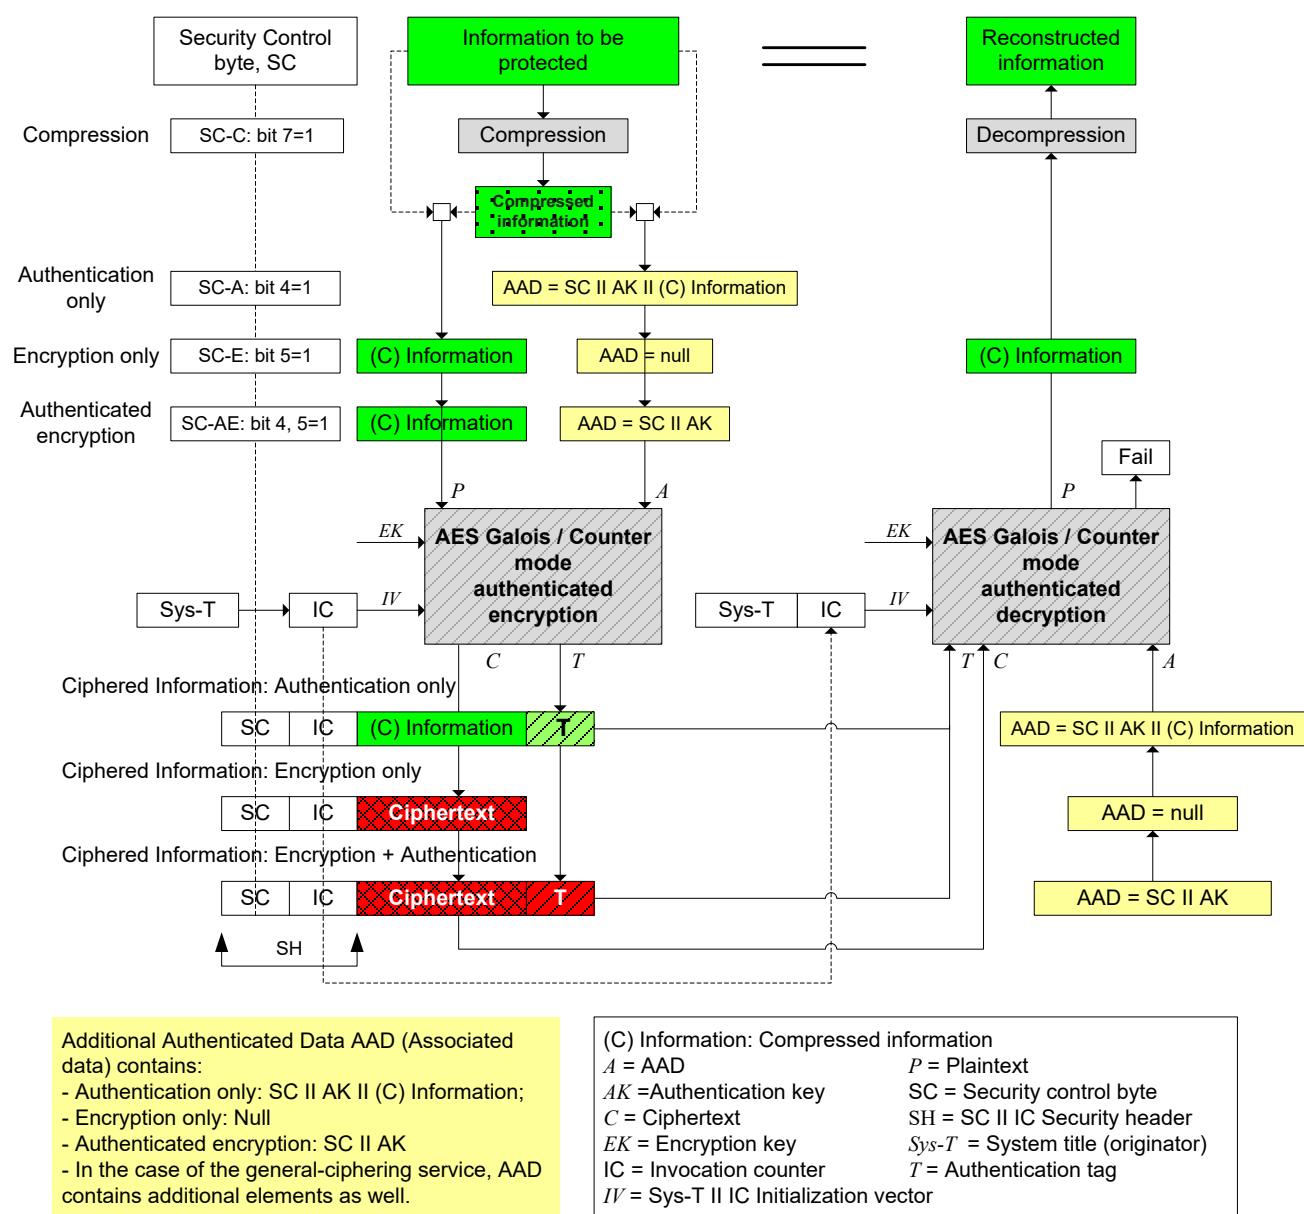 Security Control
byte, SC
Information to be
protected
Reconstructed
information
Compression
SC-C: bit 7=1
Compression
Decompression
Compressed
information
Authentication
only
SC-A: bit 4=1
AAD = SC II AK II (C) Information
Encryption only
SC-E: bit 5=1
(C) Information
AAD = null
(C) Information
Authenticated
encryption
SC-AE: bit 4, 5=1
(C) Information
AAD = SC II AK
Fail
P
A
P
EK
AES Galois / Counter
mode
authenticated
encryption
EK
AES Galois / Counter
mode
authenticated
decryption
Sys-T
IC
IV
Sys-T
IC
IV
C
T
T
C
A
Ciphered Information: Authentication only
SC
IC
(C) Information
T
AAD = SC II AK II (C) Information
Ciphered Information: Encryption only
SC
IC
Ciphertext
AAD = null
Ciphered Information: Encryption + Authentication
SC
IC
Ciphertext
T
AAD = SC II AK
SH
Additional Authenticated Data AAD (Associated
data) contains:
- Authentication only: SC II AK II (C) Information;
- Encryption only: Null
- Authenticated encryption: SC II AK
- In the case of the general-ciphering service, AAD
contains additional elements as well.
(C) Information: Compressed information
A = AAD
P = Plaintext
AK =Authentication key
SC = Security control byte
C = Ciphertext
SH = SC II IC Security header
EK = Encryption key
Sys-T = System title (originator)
IC = Invocation counter
T = Authentication tag
IV = Sys-T II IC Initialization vector